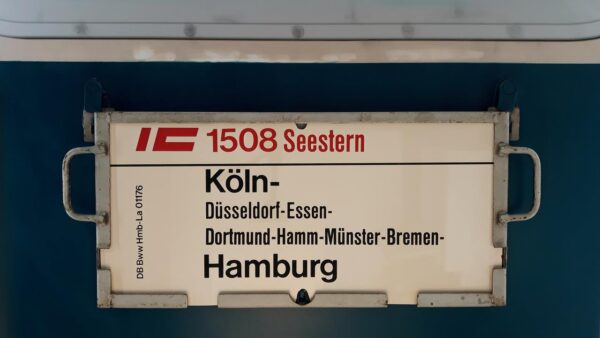 IC 1508 Seestern
Köln-
Düsseldorf-Essen-
Dortmund-Hamm-Münster-Bremen-
Hamburg
DB Bww Hmb-La 01176